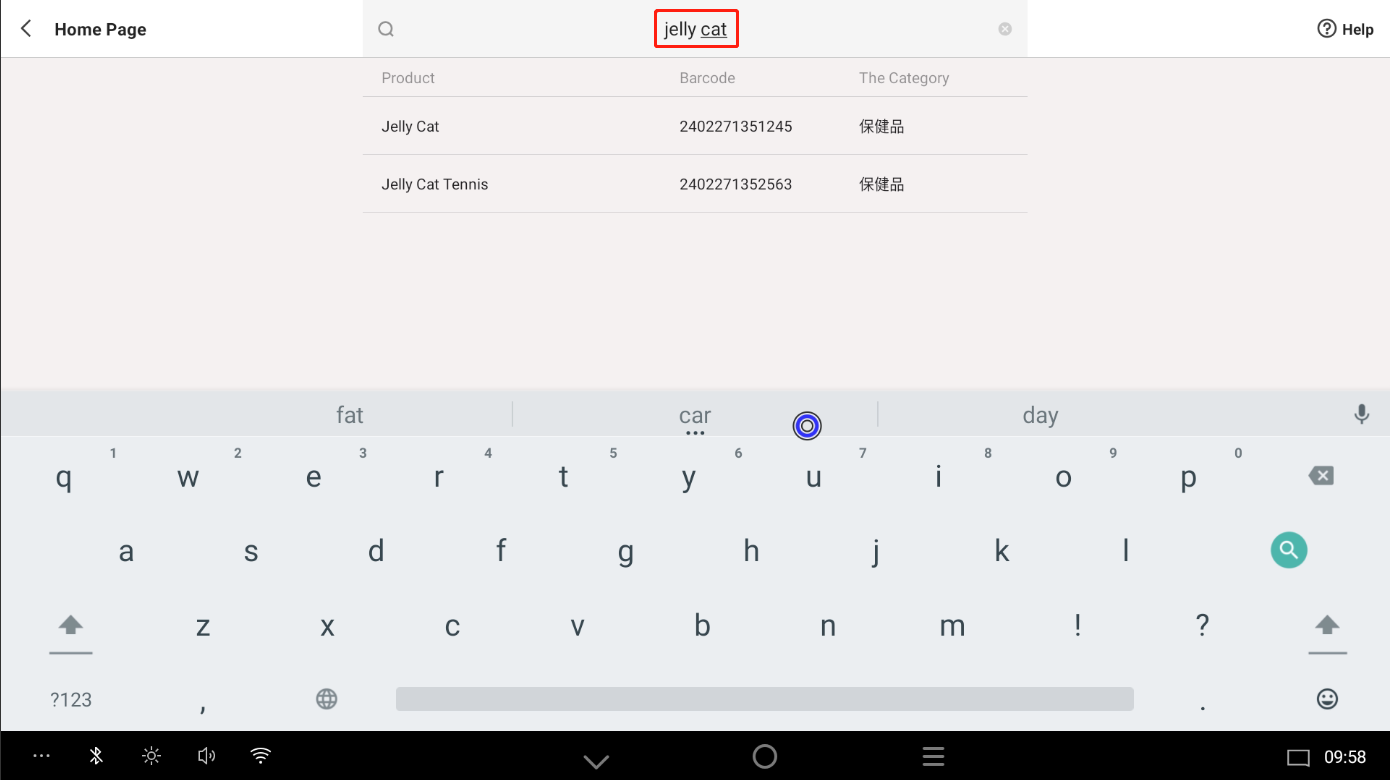 Home Page
jelly cat
Help
Product Barcode The Category
Jelly Cat 2402271351245 保健品
Jelly Cat Tennis 2402271352563 保健品
fat car day
1 2 3 4 5 6 7 8 9 0
q w e r t y u i o p
a s d f g h j k l
z x c v b n m ! ?
?123 , .
09:58